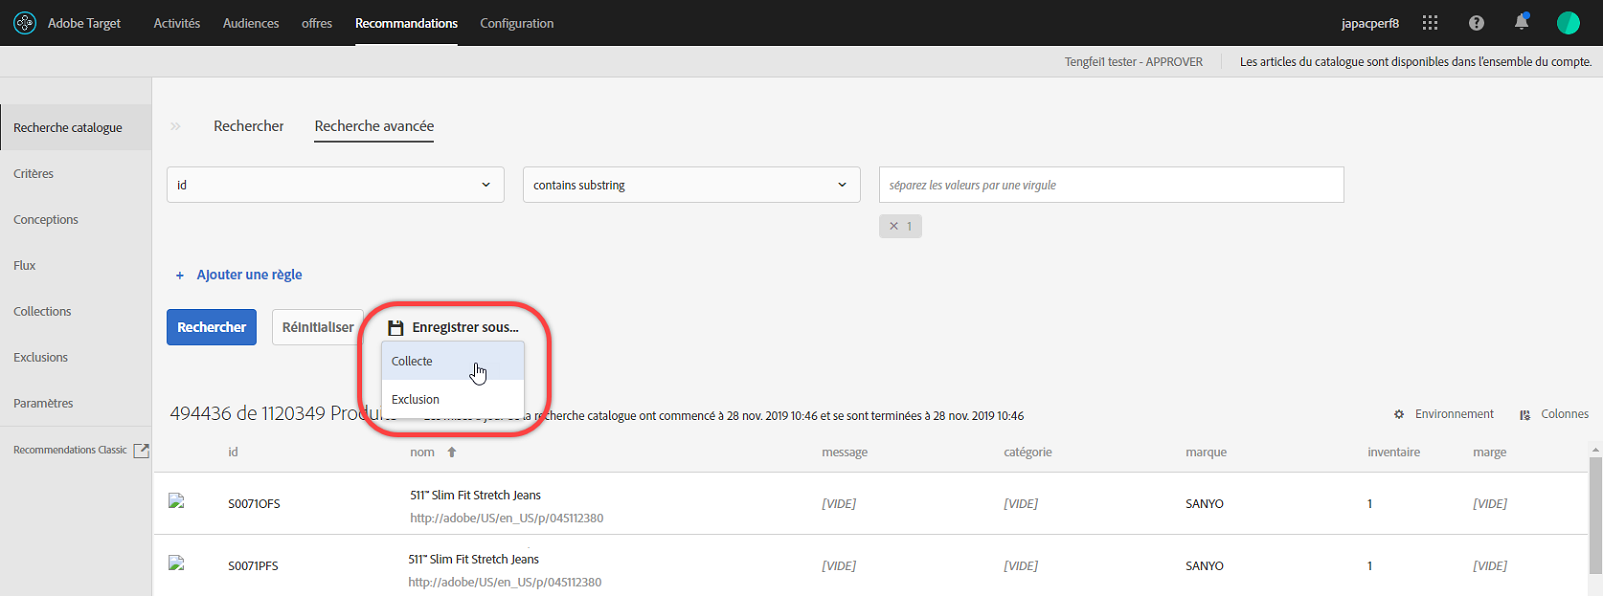 Adobe Target Activités Audiences offres Recommandations Configuration japacperf8
Tengfei1 tester - APPROVER Les articles du catalogue sont disponibles dans l'ensemble du compte.
Recherche catalogue
Critères
Conceptions
Flux
Collections
Exclusions
Paramètres
Recommendations Classic
Rechercher Recherche avancée
id contains substring séparez les valeurs par une virgule
× 1
+ Ajouter une règle
Rechercher Réinitialiser Enregistrer sous...
Collecte
Exclusion
494436 de 1120349 recherche catalogue ont commencé à 28 nov. 2019 10:46 et se sont terminées à 28 nov. 2019 10:46 Environnement Colonnes
id nom message catégorie marque inventaire marge
S0071OFS 511™ Slim Fit Stretch Jeans [VIDE] [VIDE] SANYO 1 [VIDE]
http://adobe/US/en_US/p/045112380
S0071PFS 511™ Slim Fit Stretch Jeans [VIDE] [VIDE] SANYO 1 [VIDE]
http://adobe/US/en_US/p/045112380